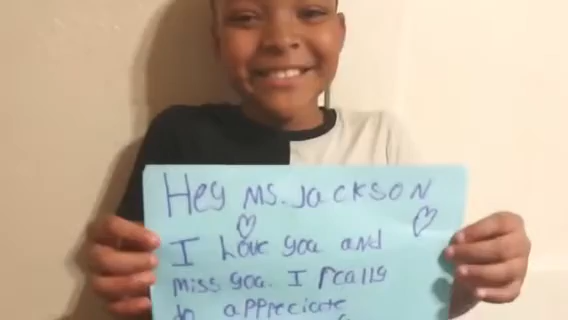 Hey MS. JacKSON
I Love you and
miss you. I really
do appreciate